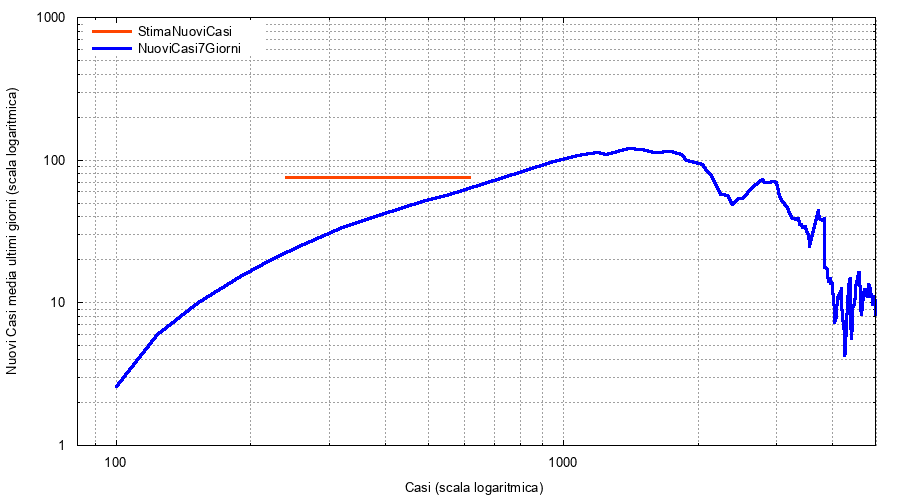 1000
StimaNuoviCasi
NuoviCasi7Giorni
100
10
1
100
1000
Nuovi Casi media ultimi giorni (scala logaritmica)
Casi (scala logaritmica)